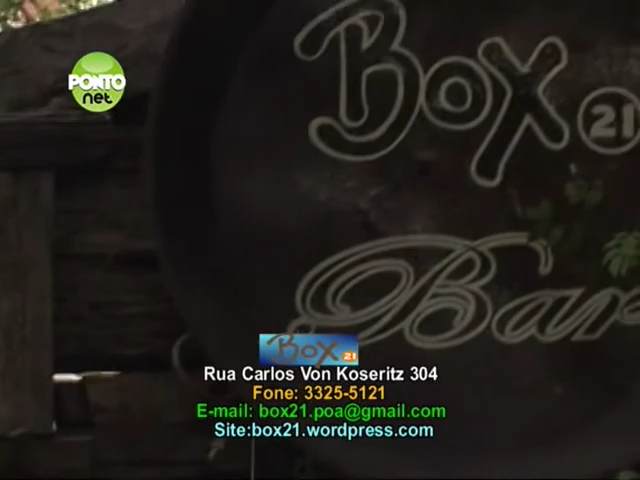 PONTO
net
Box 21
Bar
Box 21
Rua Carlos Von Koseritz 304
Fone: 3325-5121
E-mail: box21.poa@gmail.com
Site:box21.wordpress.com